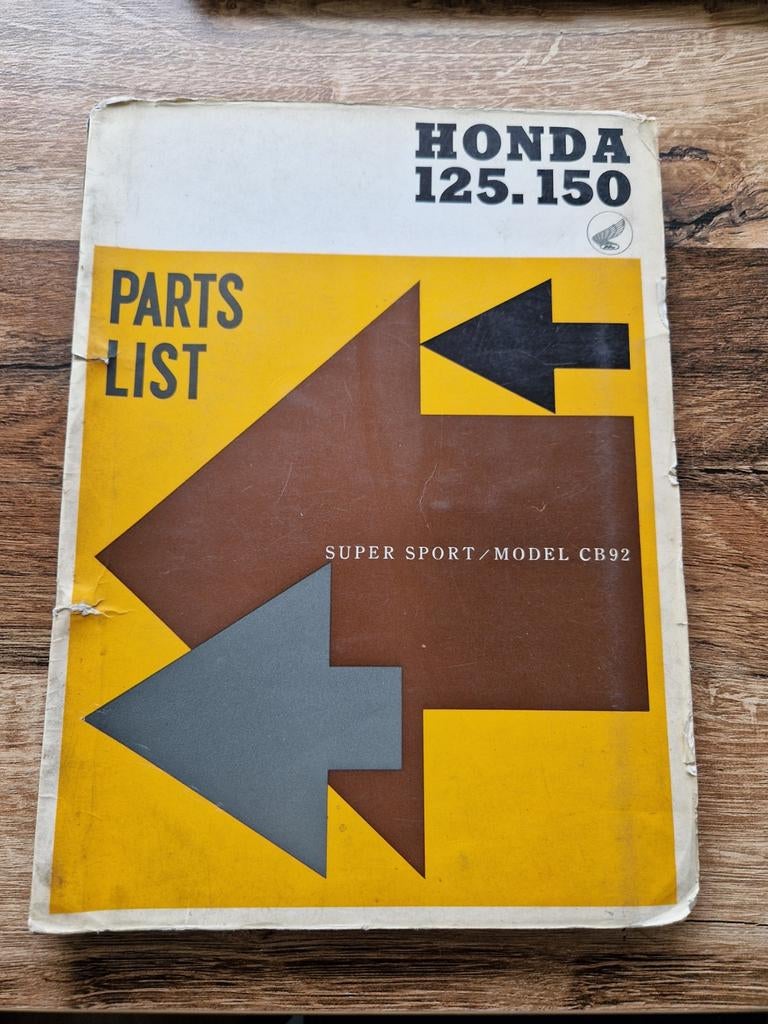 HONDA
125.150
PARTS
LIST
SUPER SPORT/MODEL CB92